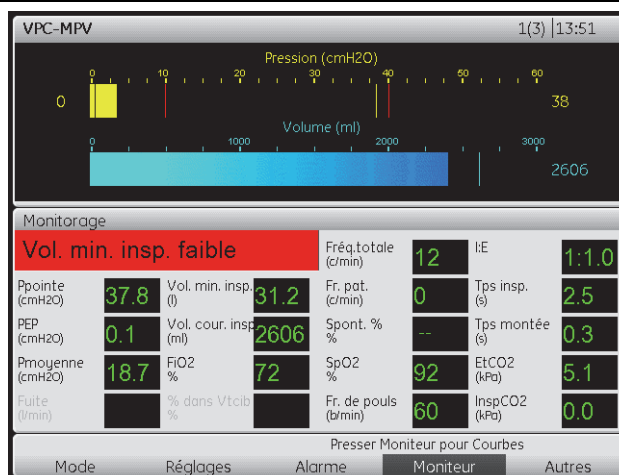 VPC-MPV 1(3) |13:51
Pression (cmH2O)
0 10 20 30 40 50 60
0 38
Volume (ml)
0 1000 2000 3000
2606
Monitorage
Vol. min. insp. faible
Fréq.totale (c/min) 12
I:E 1:1.0
Ppointe (cmH2O) 37.8
Vol. min. insp. (l) 31.2
Fr. pat. (c/min) 0
Tps insp. (s) 2.5
PEP (cmH2O) 0.1
Vol. cour. insp (ml) 2606
Spont. % % --
Tps montée (s) 0.3
Pmoyenne (cmH2O) 18.7
FiO2 % 72
SpO2 % 92
EtCO2 (kPa) 5.1
Fuite (l/min)
% dans Vtcib %
Fr. de pouls (b/min) 60
InspCO2 (kPa) 0.0
Presser Moniteur pour Courbes
Mode Réglages Alarme Moniteur Autres